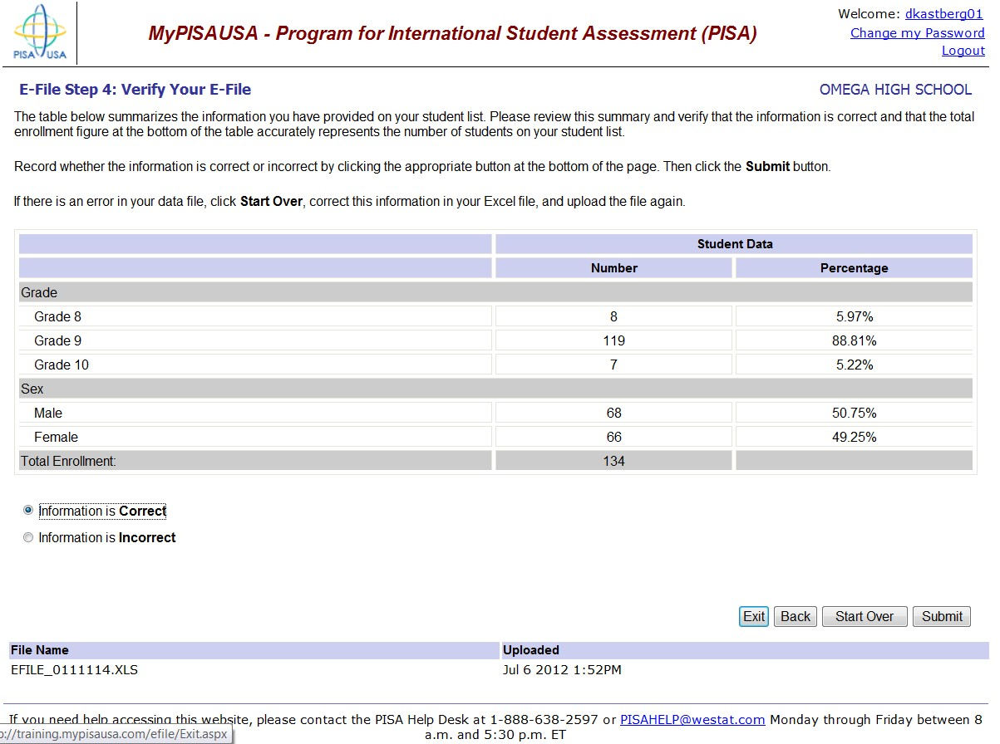 PISA USA
MyPISAUSA - Program for International Student Assessment (PISA)
Welcome: dkastberg01
Change my Password
Logout
E-File Step 4: Verify Your E-File
OMEGA HIGH SCHOOL
The table below summarizes the information you have provided on your student list. Please review this summary and verify that the information is correct and that the total
enrollment figure at the bottom of the table accurately represents the number of students on your student list.
Record whether the information is correct or incorrect by clicking the appropriate button at the bottom of the page. Then click the Submit button.
If there is an error in your data file, click Start Over, correct this information in your Excel file, and upload the file again.
Student Data
Number Percentage
Grade
Grade 8 8 5.97%
Grade 9 119 88.81%
Grade 10 7 5.22%
Sex
Male 68 50.75%
Female 66 49.25%
Total Enrollment: 134
Information is Correct
Information is Incorrect
Exit Back Start Over Submit
File Name Uploaded
EFILE_0111114.XLS Jul 6 2012 1:52PM
If you need help accessing this website, please contact the PISA Help Desk at 1-888-638-2597 or PISAHELP@westat.com Monday through Friday between 8
a.m. and 5:30 p.m. ET
p://training.mypisausa.com/efile/Exit.aspx